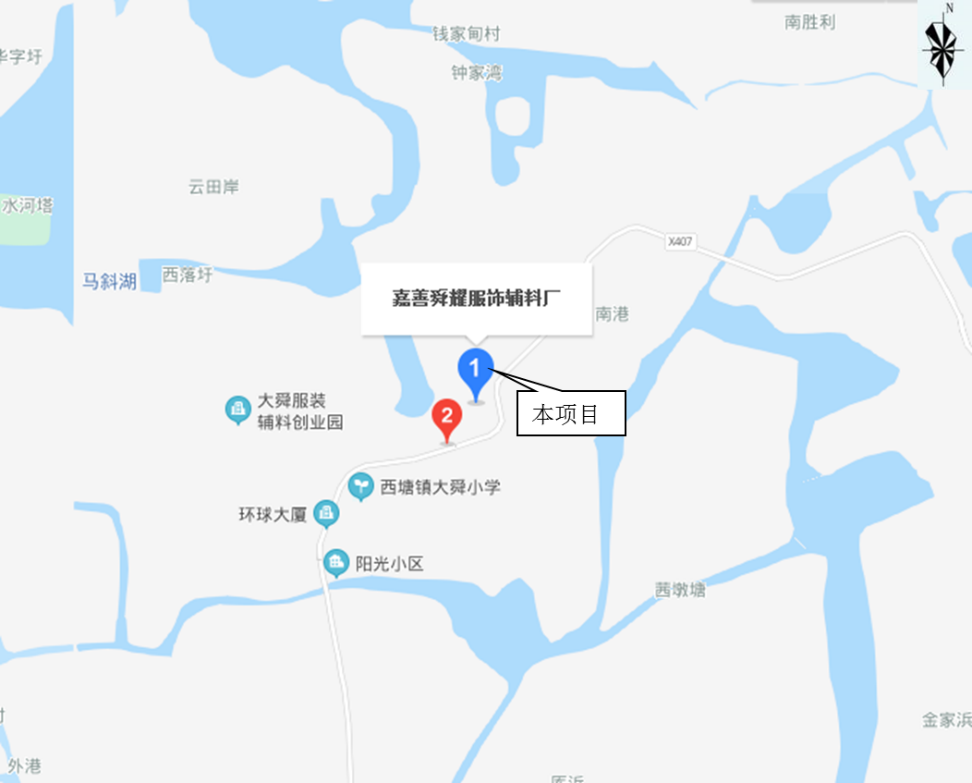 N
南胜利
钱家甸村
华字圩
钟家湾
云田岸
水河塔
X407
马斜湖
西落圩
嘉善舜耀服饰辅料厂
南港
1
大舜服装
辅料创业园
2
本项目
西塘镇大舜小学
环球大厦
阳光小区
茜墩塘
金家浜
外港